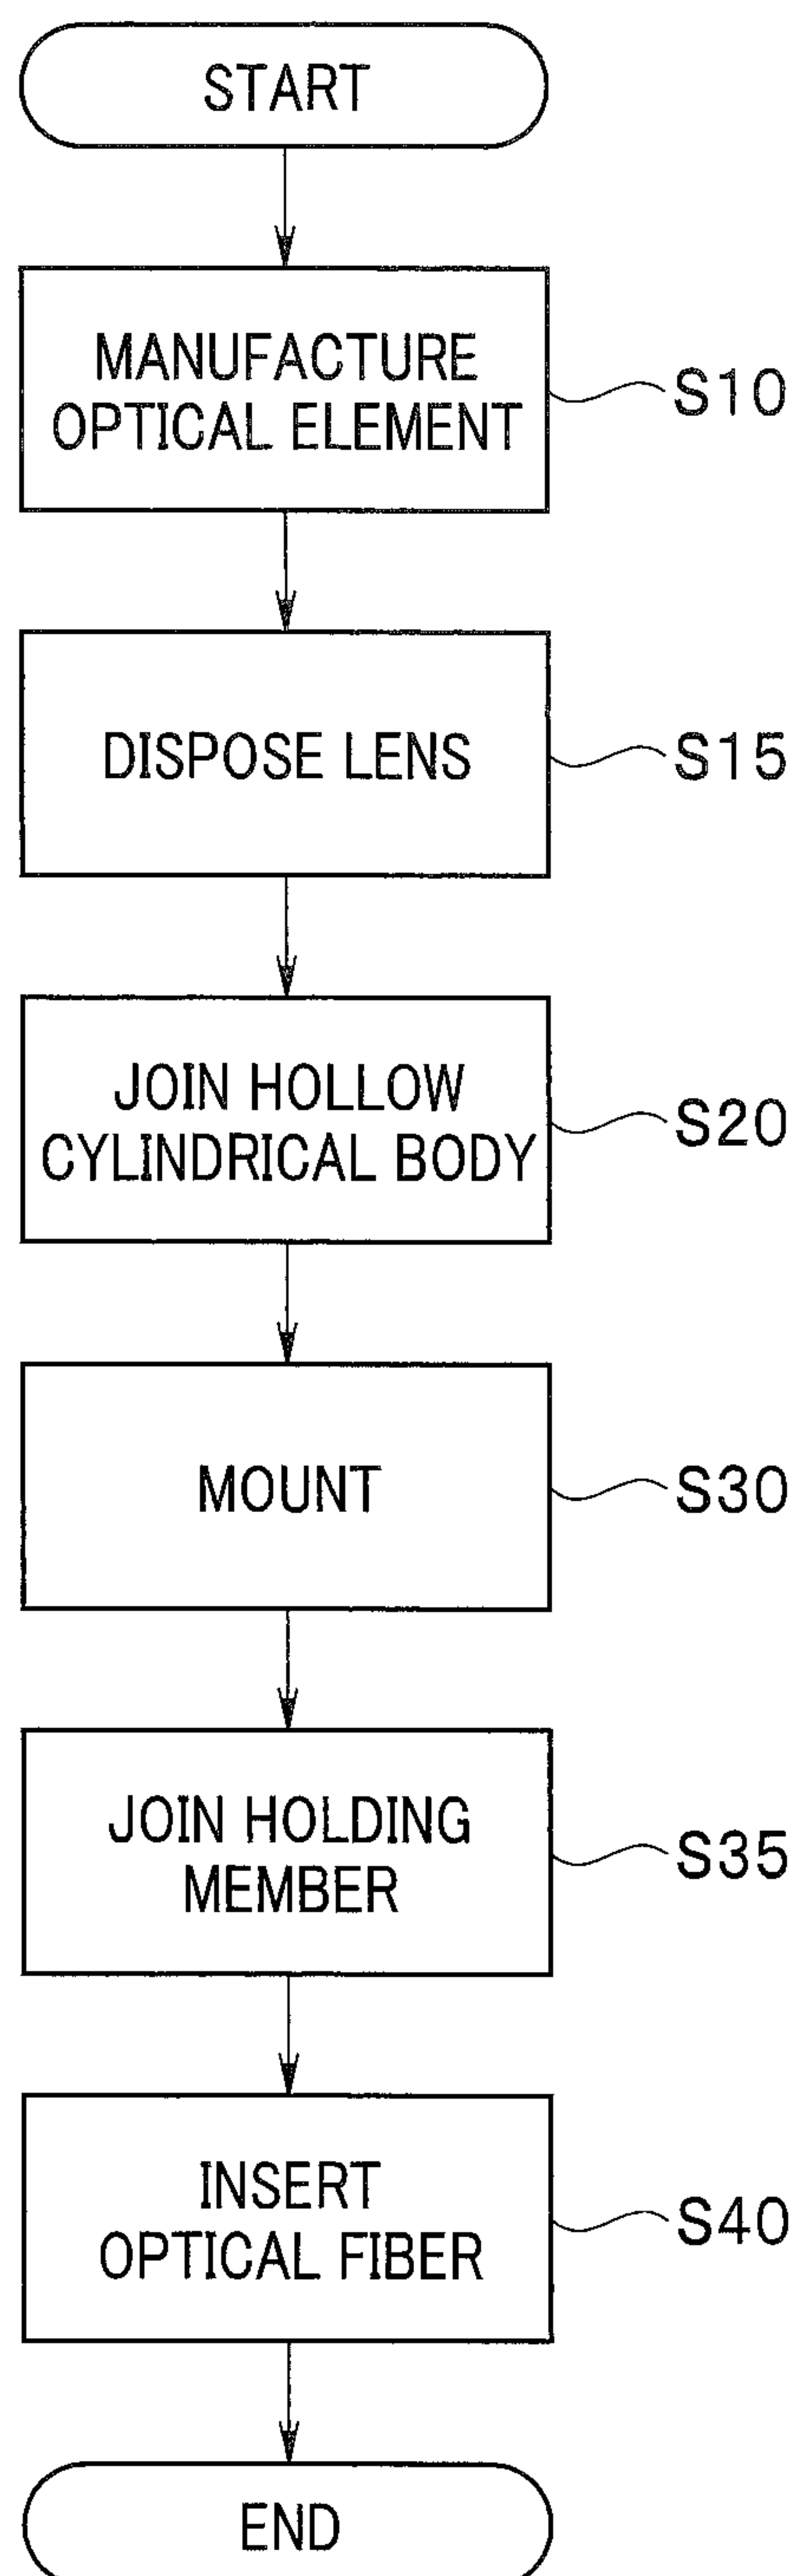 START
MANUFACTURE
OPTICAL ELEMENT
S10
DISPOSE LENS
S15
JOIN HOLLOW
CYLINDRICAL BODY
S20
MOUNT
S30
JOIN HOLDING
MEMBER
S35
INSERT
OPTICAL FIBER
S40
END